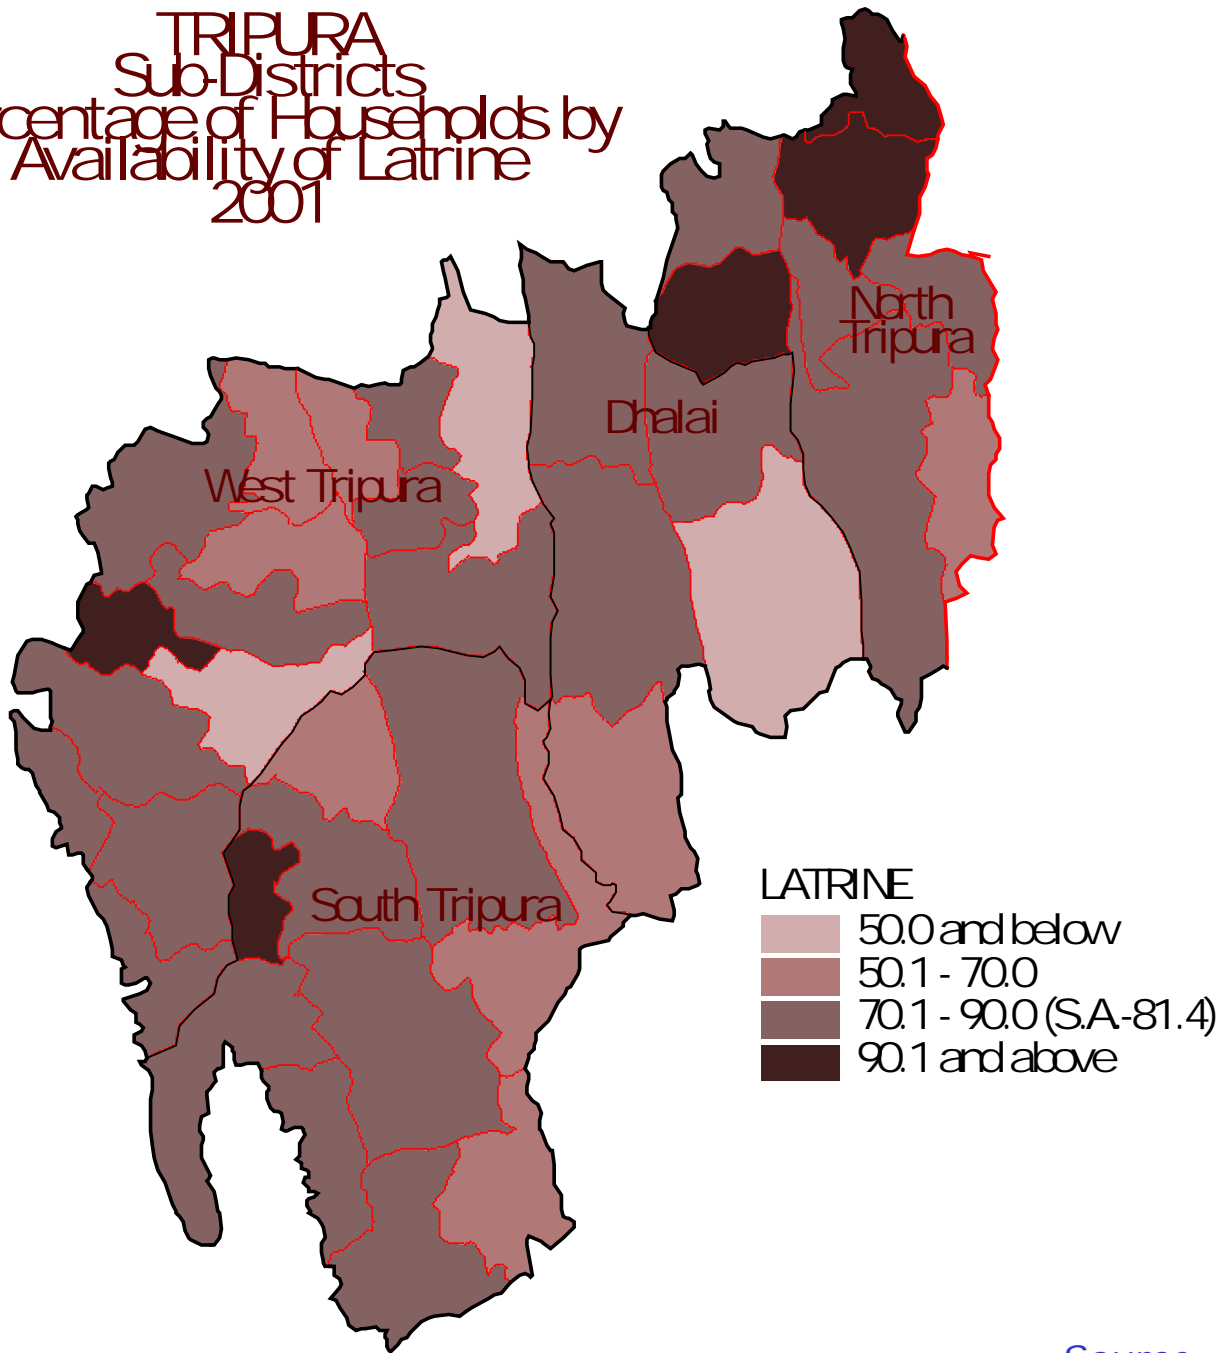 TRIPURA
Sub-Districts
rcentage of Households by
Availability of Latrine
2001
North
Tripura
Dhalai
West Tripura
South Tripura
LATRINE
50.0 and below
50.1 - 70.0
70.1 - 90.0 (S.A.-81.4)
90.1 and above